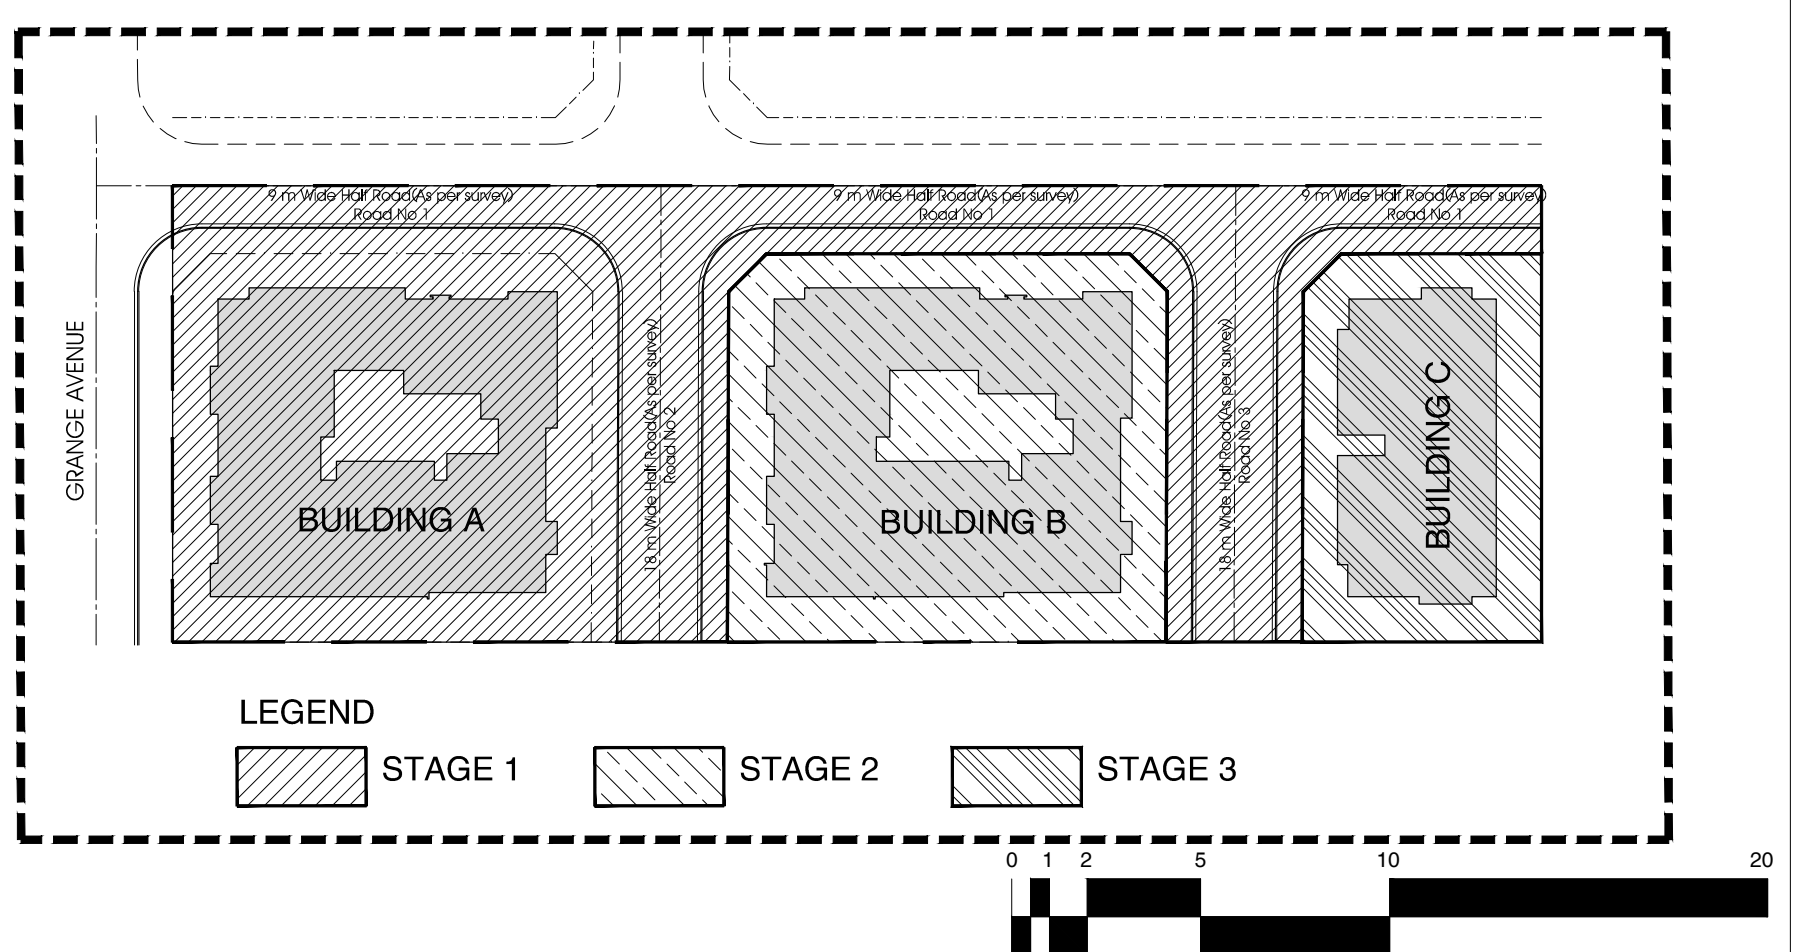 9 m Wide Half Road(As per survey)
Road No 1
9 m Wide Half Road(As per survey)
Road No 1
9 m Wide Half Road(As per survey)
Road No 1
GRANGE AVENUE
BUILDING A
18 m Wide Half Road(As per survey)
Road No 2
BUILDING B
18 m Wide Half Road(As per survey)
Road No 3
BUILDING C
LEGEND
STAGE 1
STAGE 2
STAGE 3
0 1 2 5 10 20